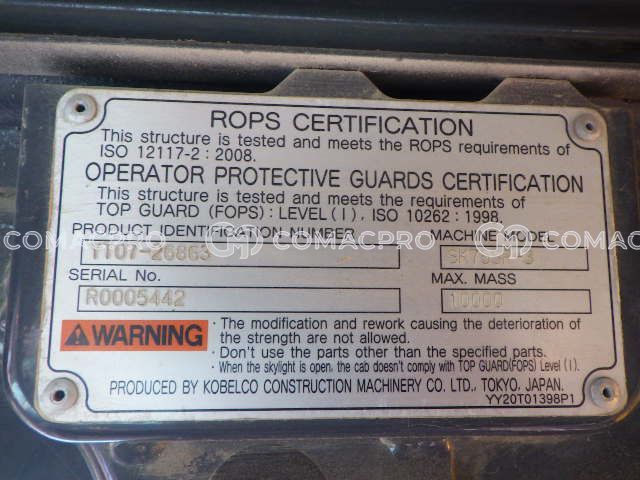 ROPS CERTIFICATION
This structure is tested and meets the ROPS requirements of
ISO 12117-2 : 2008.
OPERATOR PROTECTIVE GUARDS CERTIFICATION
This structure is tested and meets the requirements of
TOP GUARD (FOPS) : LEVEL ( I ) , ISO 10262 : 1998.
PRODUCT IDENTIFICATION NUMBER
MACHINE MODEL
COMACPRO COMACPRO
YT07-26863
SERIAL No.
MAX. MASS
R0005442
10000
WARNING
· The modification and rework causing the deterioration of
the strength are not allowed.
· Don't use the parts other than the specified parts.
· When the skylight is open, the cab doesn't comply with TOP GUARD(FOPS) Level ( I ).
PRODUCED BY KOBELCO CONSTRUCTION MACHINERY CO. LTD., TOKYO, JAPAN.
YY20T01398P1